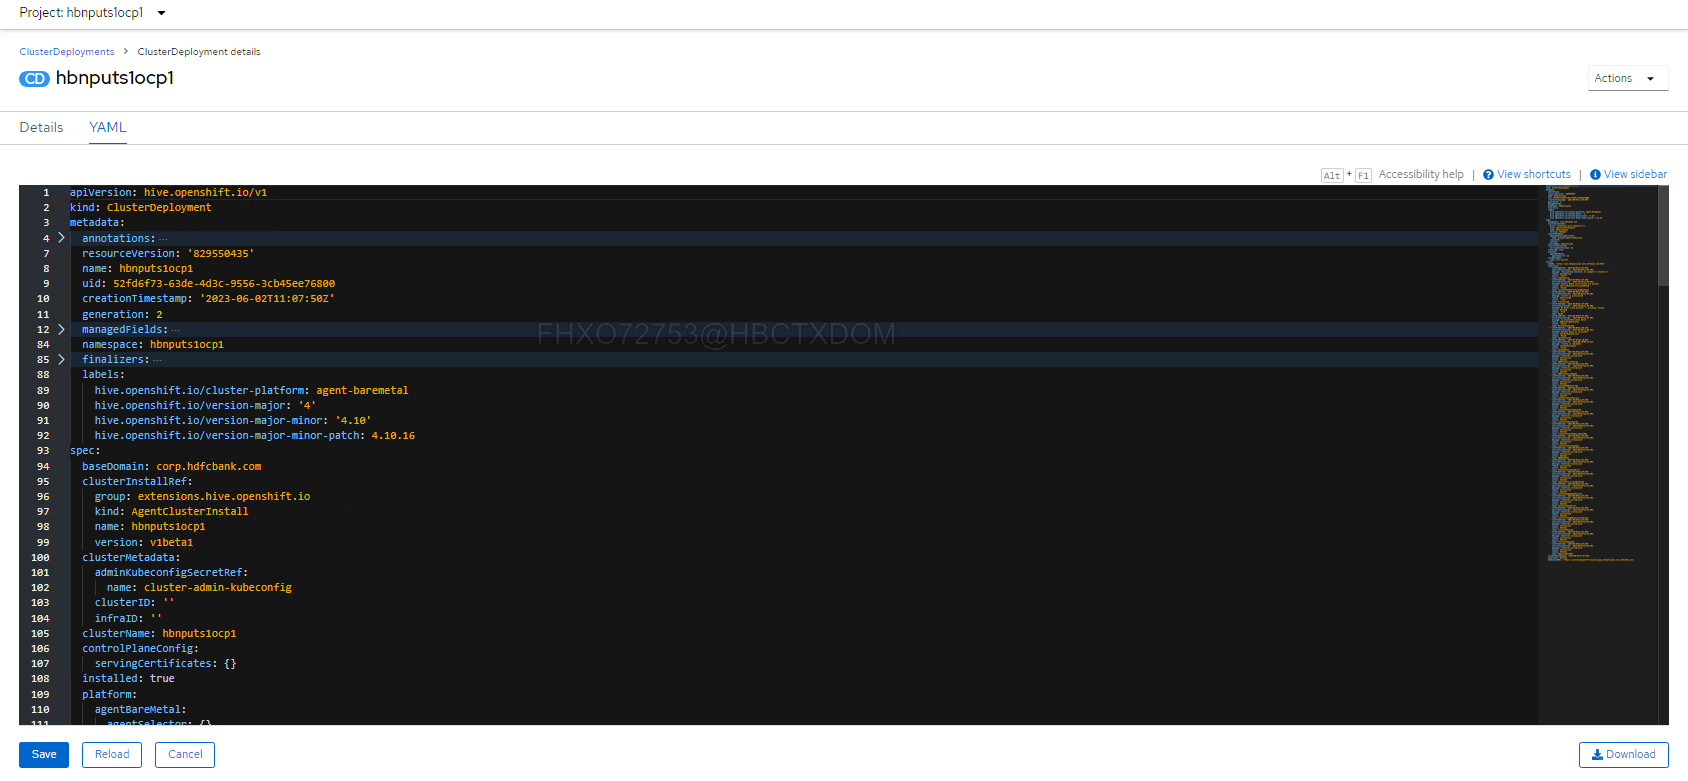 Project: hbnputs1ocp1
ClusterDeployments > ClusterDeployment details
CD hbnputs1ocp1
Actions
Details YAML
Alt + F1 Accessibility help | View shortcuts | View sidebar
1 apiVersion: hive.openshift.io/v1
2 kind: ClusterDeployment
3 metadata:
4 annotations: ...
7 resourceVersion: '829550435'
8 name: hbnputs1ocp1
9 uid: 52fd6f73-63de-4d3c-9556-3cb45ee76800
10 creationTimestamp: '2023-06-02T11:07:50Z'
11 generation: 2
12 managedFields: ...
FHXO72753@HBCTXDOM
84 namespace: hbnputs1ocp1
85 finalizers: ...
88 labels:
89 hive.openshift.io/cluster-platform: agent-baremetal
90 hive.openshift.io/version-major: '4'
91 hive.openshift.io/version-major-minor: '4.10'
92 hive.openshift.io/version-major-minor-patch: 4.10.16
93 spec:
94 baseDomain: corp.hdfcbank.com
95 clusterInstallRef:
96 group: extensions.hive.openshift.io
97 kind: AgentClusterInstall
98 name: hbnputs1ocp1
99 version: v1beta1
100 clusterMetadata:
101 adminKubeconfigSecretRef:
102 name: cluster-admin-kubeconfig
103 clusterID: ''
104 infraID: ''
105 clusterName: hbnputs1ocp1
106 controlPlaneConfig:
107 servingCertificates: {}
108 installed: true
109 platform:
110 agentBareMetal:
111 agentSelector: {}
Save Reload Cancel Download